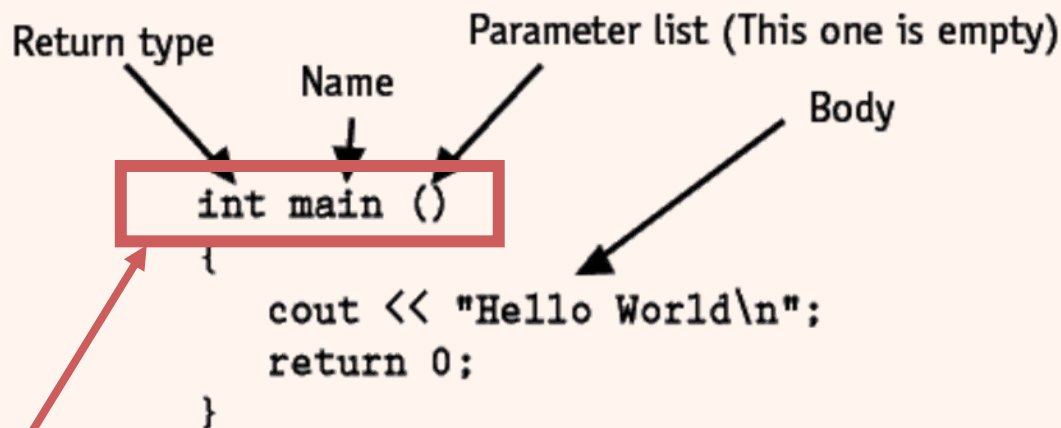 Return type
Parameter list (This one is empty)
Name
Body
int main ()
{
cout << "Hello World\n";
return 0;
}